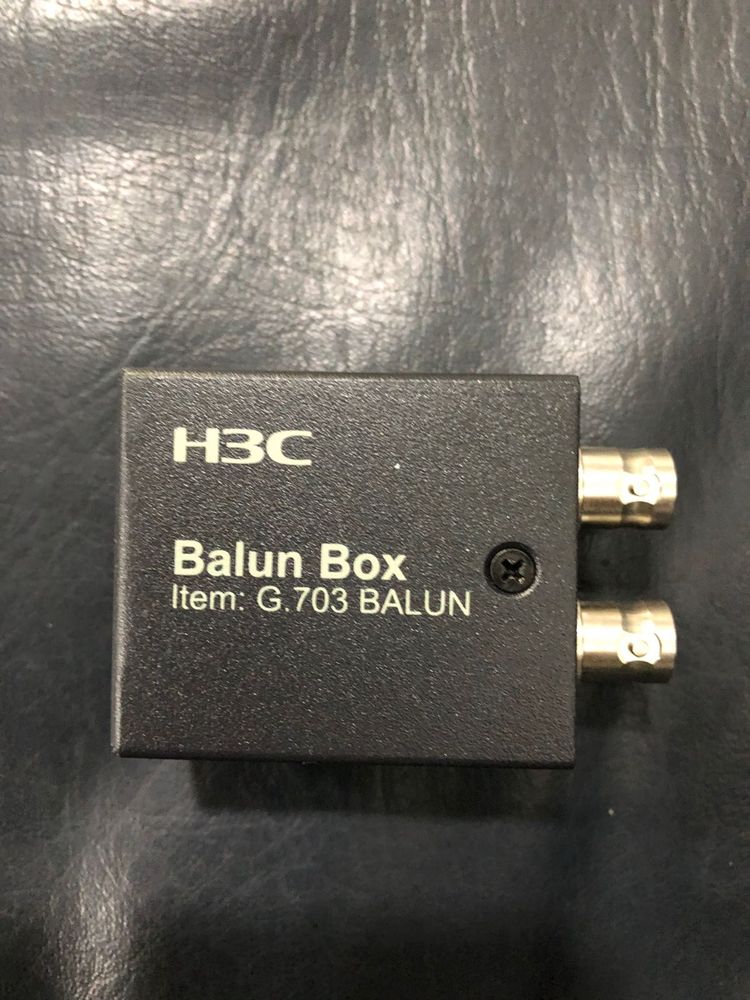 H3C
Balun Box
Item: G.703 BALUN